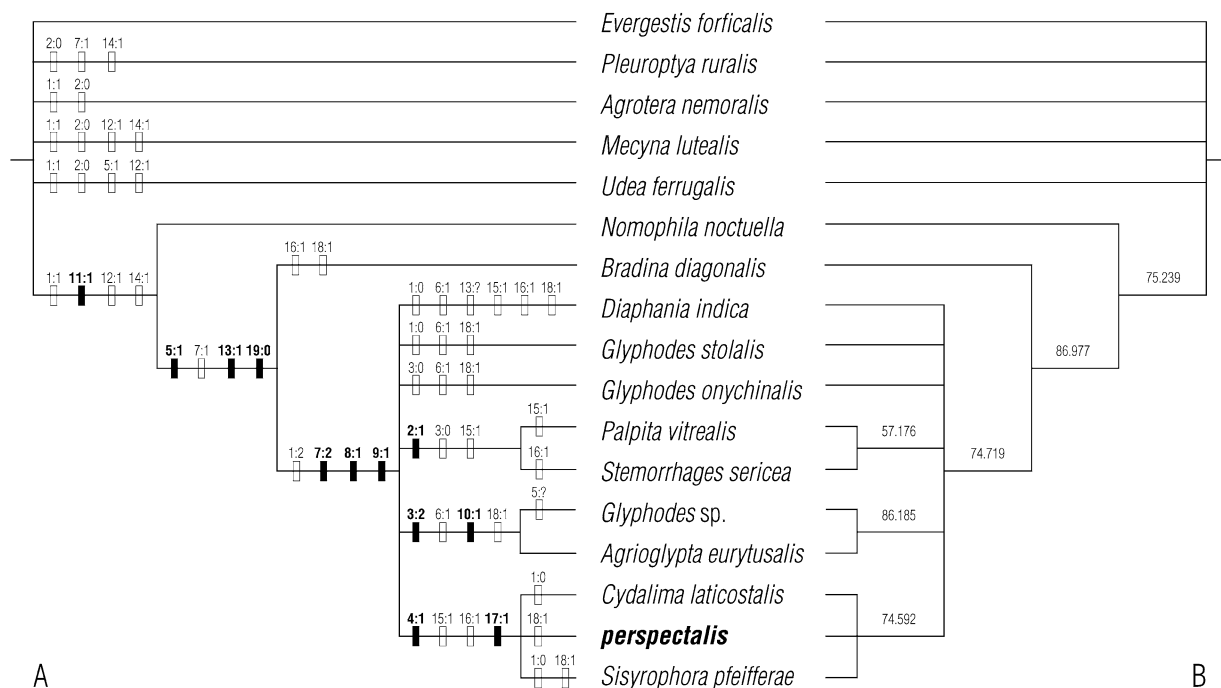 Evergestis forficalis
2:0 7:1 14:1
Pleuroptya ruralis
1:1 2:0
Agrotera nemoralis
1:1 2:0 12:1 14:1
Mecyna lutealis
1:1 2:0 5:1 12:1
Udea ferrugalis
Nomophila noctuella
16:1 18:1
Bradina diagonalis
1:1 11:1 12:1 14:1
75.239
1:0 6:1 13:? 15:1 16:1 18:1
Diaphania indica
1:0 6:1 18:1
Glyphodes stolalis
5:1 7:1 13:1 19:0
86.977
3:0 6:1 18:1
Glyphodes onychinalis
15:1
Palpita vitrealis
2:1 3:0 15:1
57.176
1:2 7:2 8:1 9:1
74.719
16:1
Stemorrhages sericea
5:?
Glyphodes sp.
3:2 6:1 10:1 18:1
86.185
Agrioglypta eurytusalis
1:0
Cydalima laticostalis
4:1 15:1 16:1 17:1
74.592
18:1
perspectalis
1:0 18:1
Sisyrophora pfeifferae
A
B